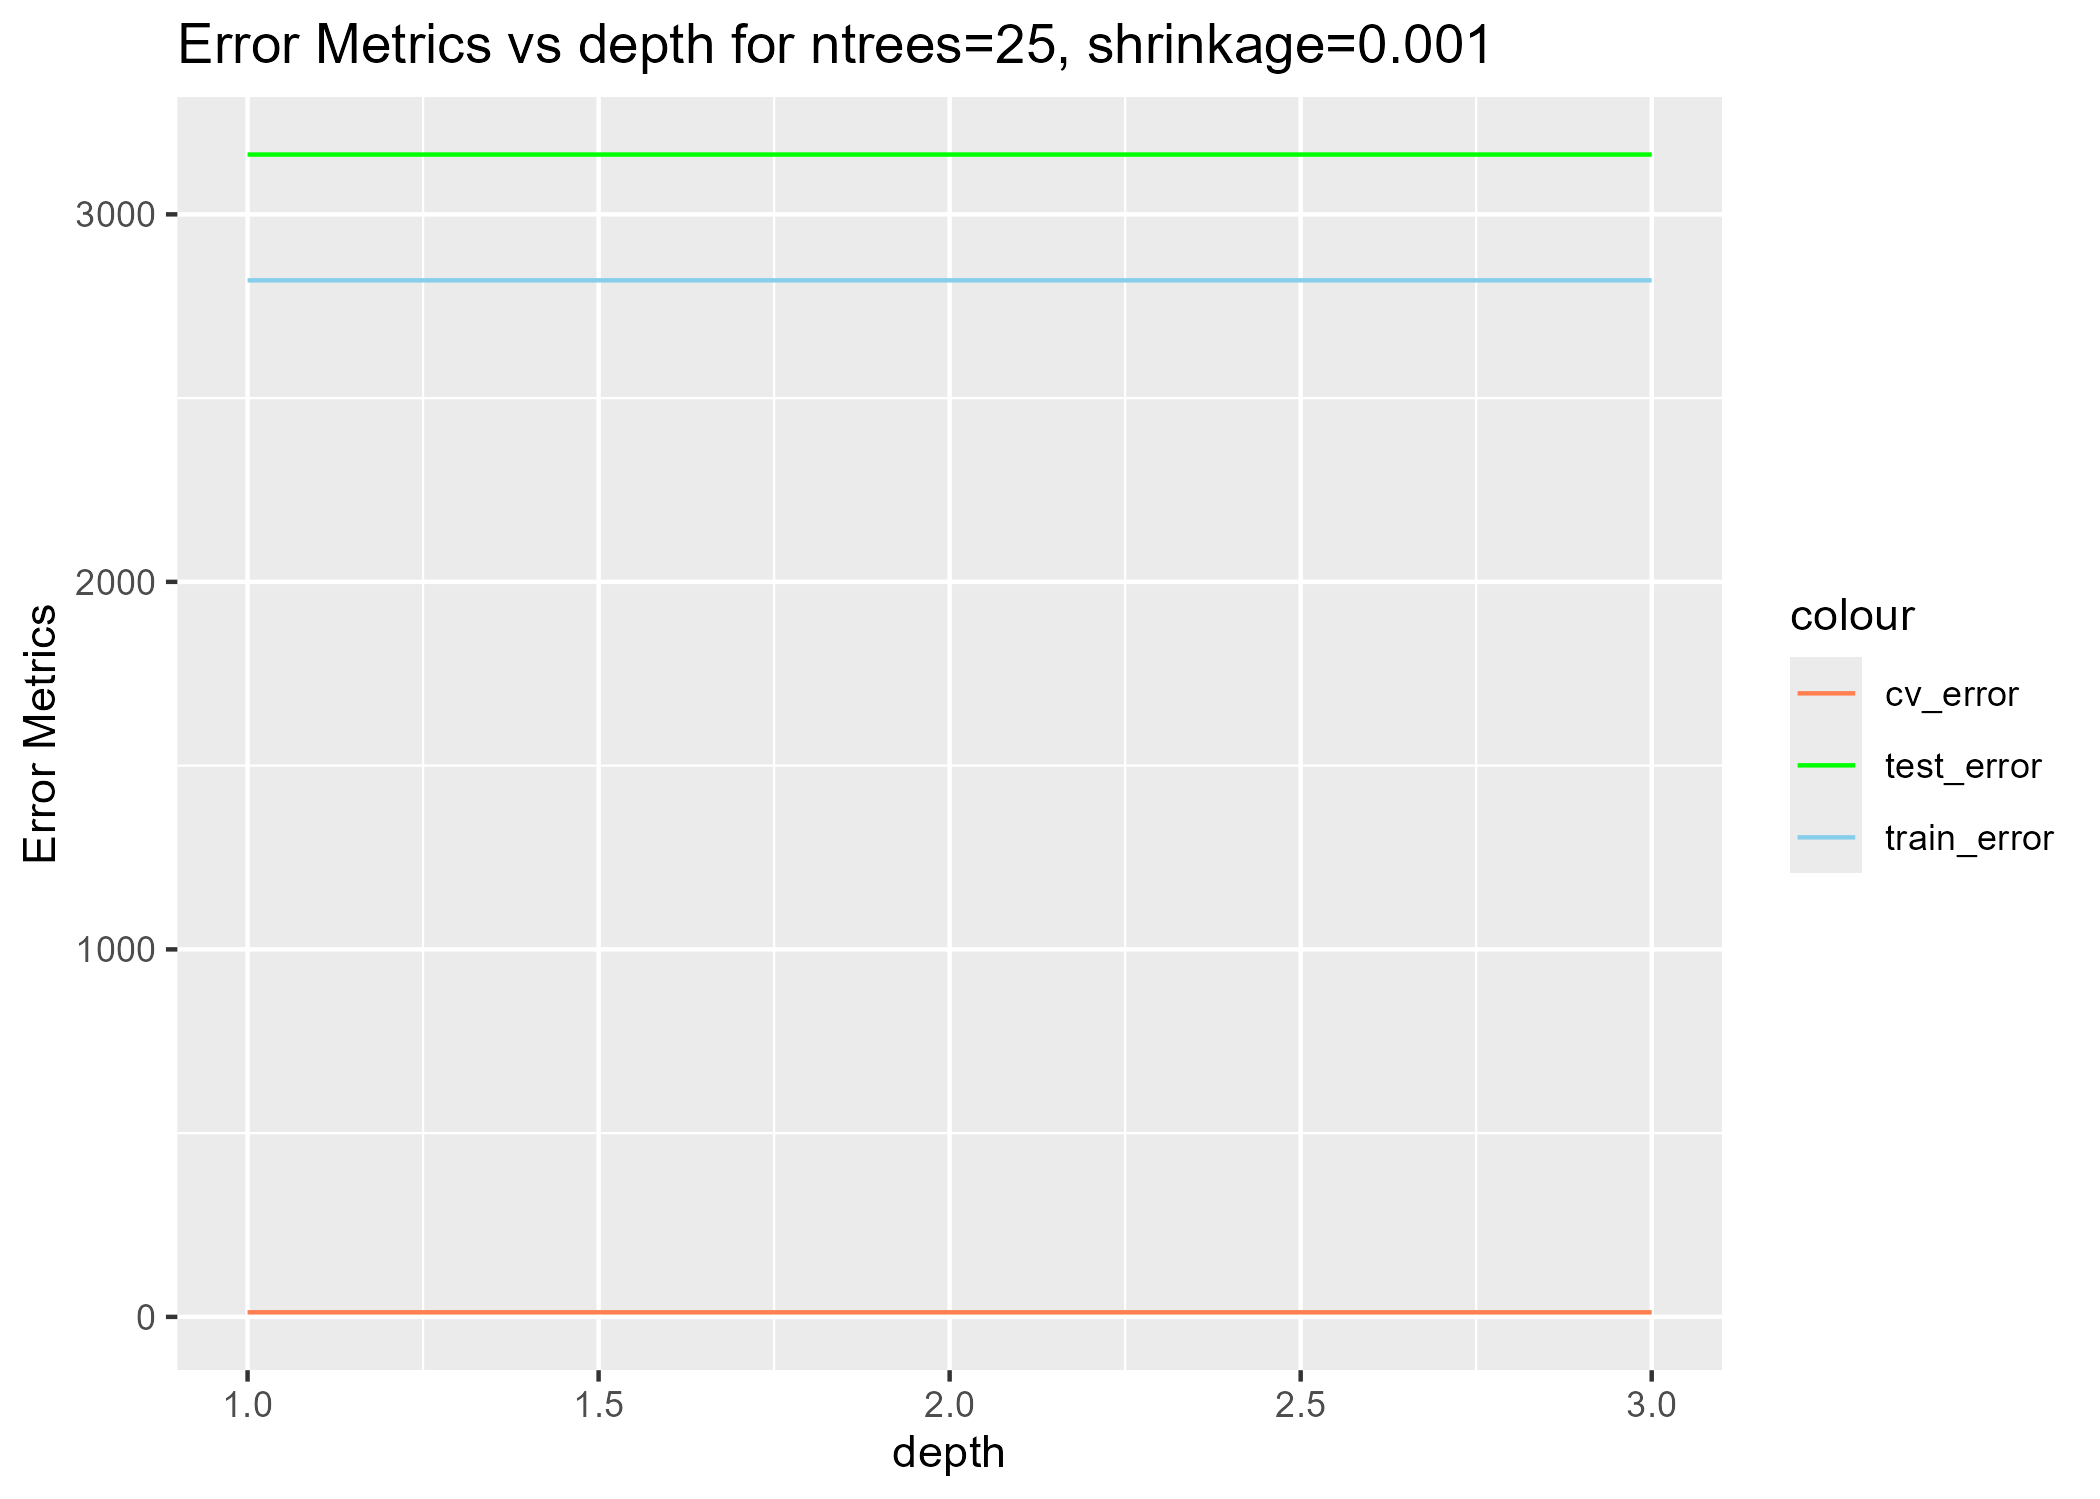 Error Metrics vs depth for ntrees=25, shrinkage=0.001
Error Metrics
3000
2000
1000
0
1.0 1.5 2.0 2.5 3.0
depth
colour
cv_error
test_error
train_error